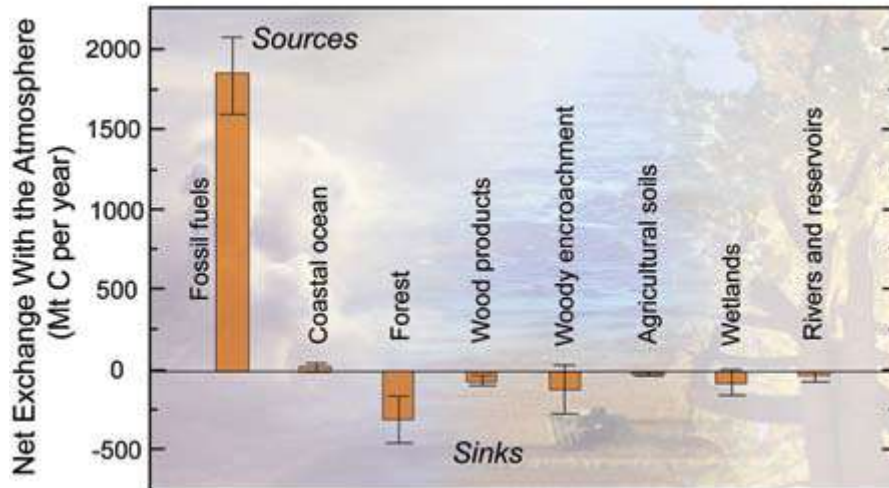 Net Exchange With the Atmosphere
(Mt C per year)
2000
1500
1000
500
0
-500
Sources
Fossil fuels
Coastal ocean
Forest
Wood products
Woody encroachment
Agricultural soils
Wetlands
Rivers and reservoirs
Sinks